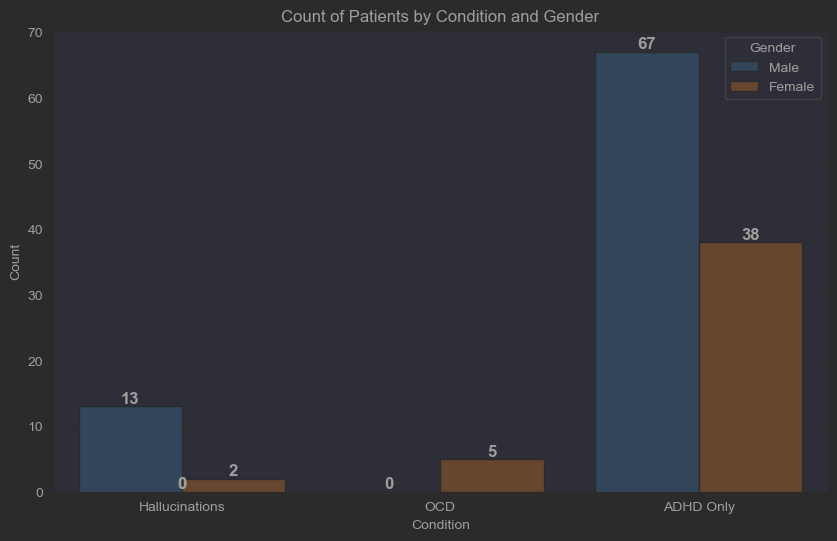 Count of Patients by Condition and Gender
70
60
50
40
30
20
10
0
Count
67
38
13
2
0
0
5
Gender
Male
Female
Hallucinations
OCD
ADHD Only
Condition